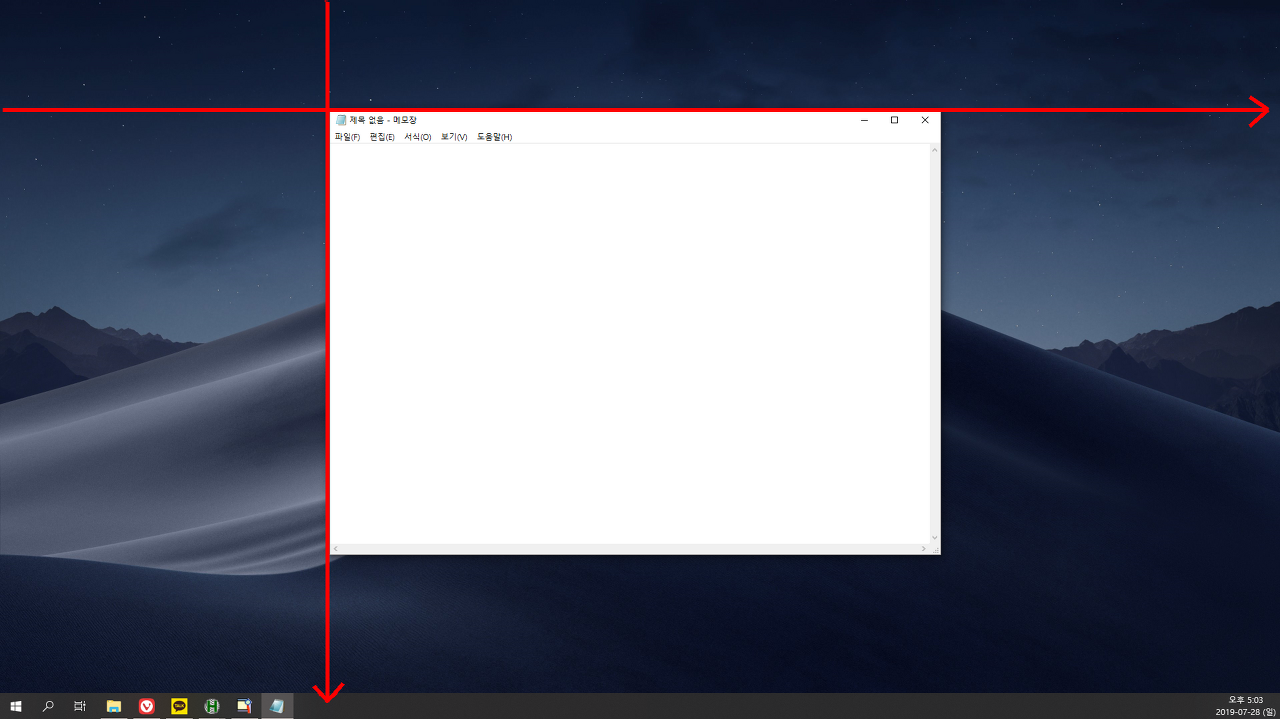 제목 없음 - 메모장
파일(F) 편집(E) 서식(O) 보기(V) 도움말(H)
TALK
오후 5:03
2019-07-28 (일)